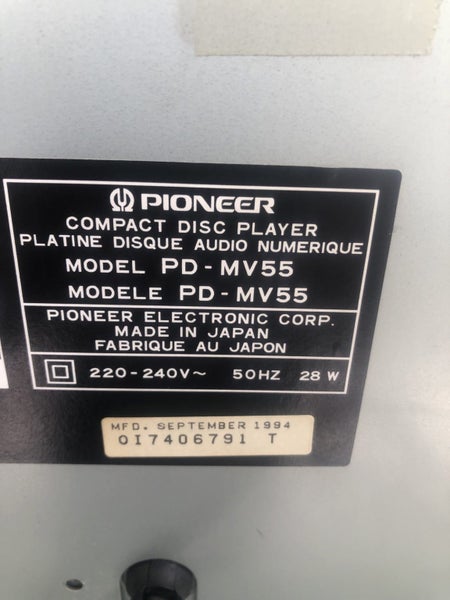 PIONEER
COMPACT DISC PLAYER
PLATINE DISQUE AUDIO NUMERIQUE
MODEL PD-MV55
MODELE PD-MV55
PIONEER ELECTRONIC CORP.
MADE IN JAPAN
FABRIQUE AU JAPON
220-240V~ 50HZ 28 W
MFD. SEPTEMBER 1994
OI7406791 T